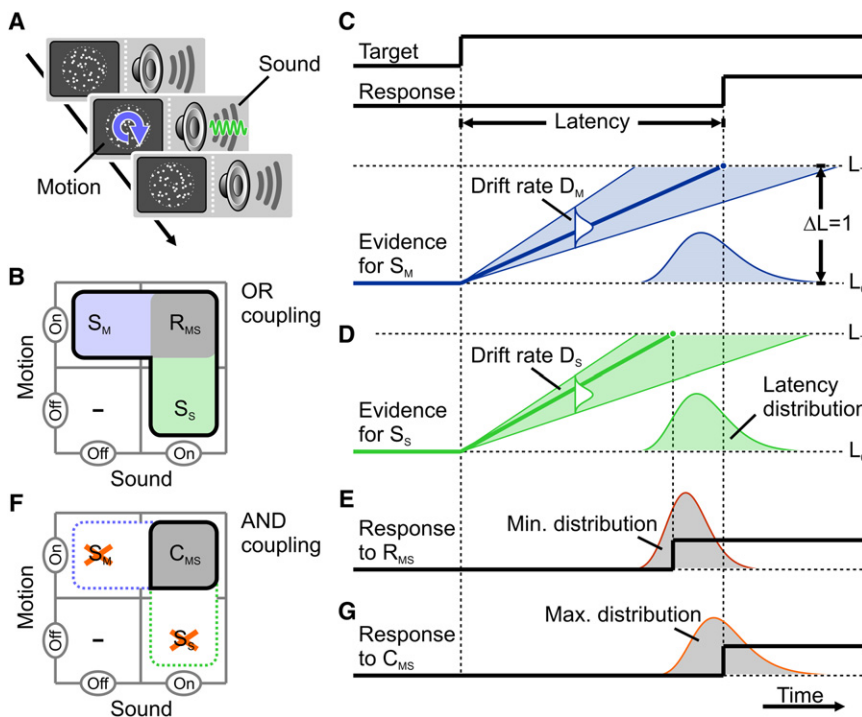 A
Sound
Motion
B
OR
coupling
S_M
R_MS
Motion
On
Off
–
S_S
Off
On
Sound
F
AND
coupling
S_M
C_MS
Motion
On
Off
–
S_S
Off
On
Sound
C
Target
Response
Latency
Drift rate D_M
Evidence
for S_M
ΔL=1
L
L
D
Drift rate D_S
Evidence
for S_S
Latency
distribution
L
L
E
Response
to R_MS
Min. distribution
G
Response
to C_MS
Max. distribution
Time